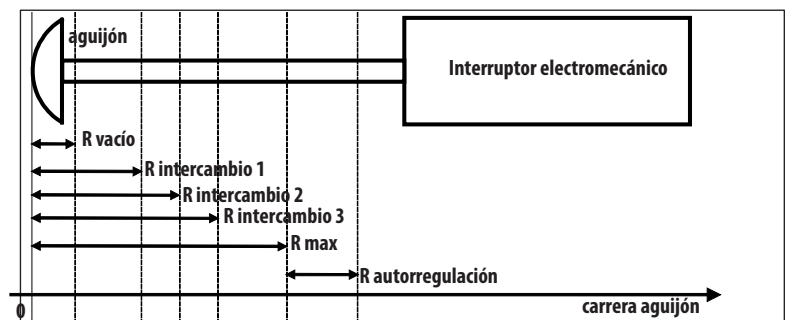 aguijón
Interruptor electromecánico
R vacío
R intercambio 1
R intercambio 2
R intercambio 3
R max
R autorregulación
0
carrera aguijón